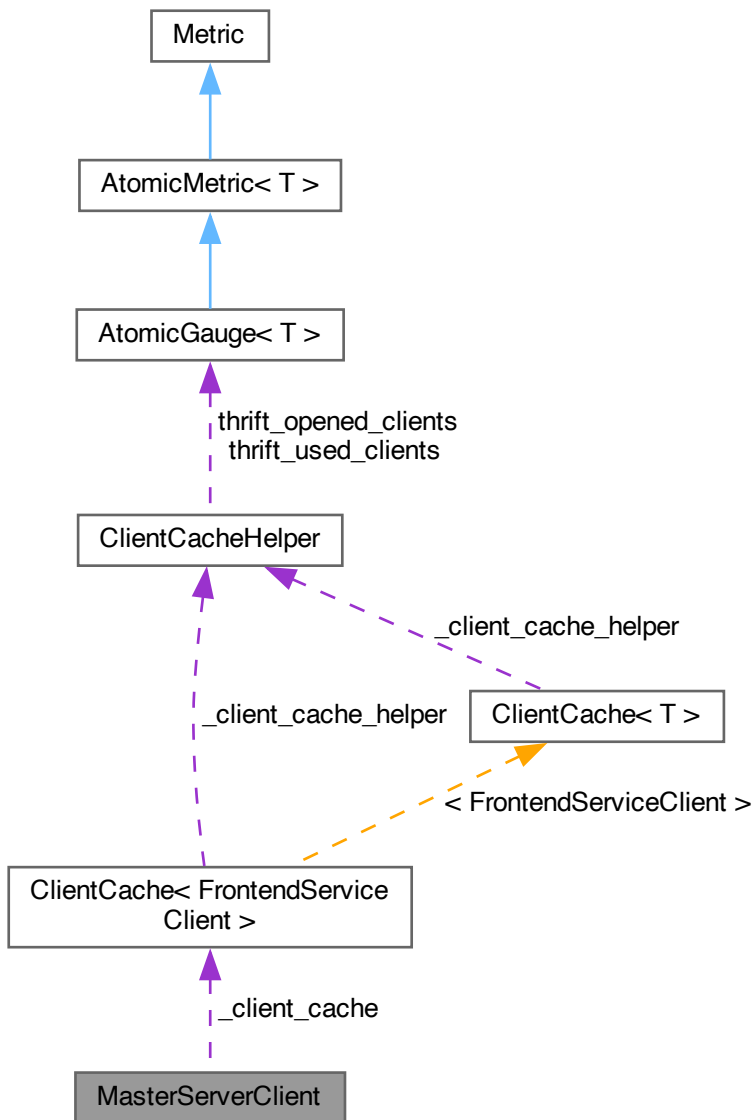 Metric
AtomicMetric< T >
AtomicGauge< T >
thrift_opened_clients
thrift_used_clients
ClientCacheHelper
_client_cache_helper
ClientCache< T >
_client_cache_helper
< FrontendServiceClient >
ClientCache< FrontendService
Client >
_client_cache
MasterServerClient